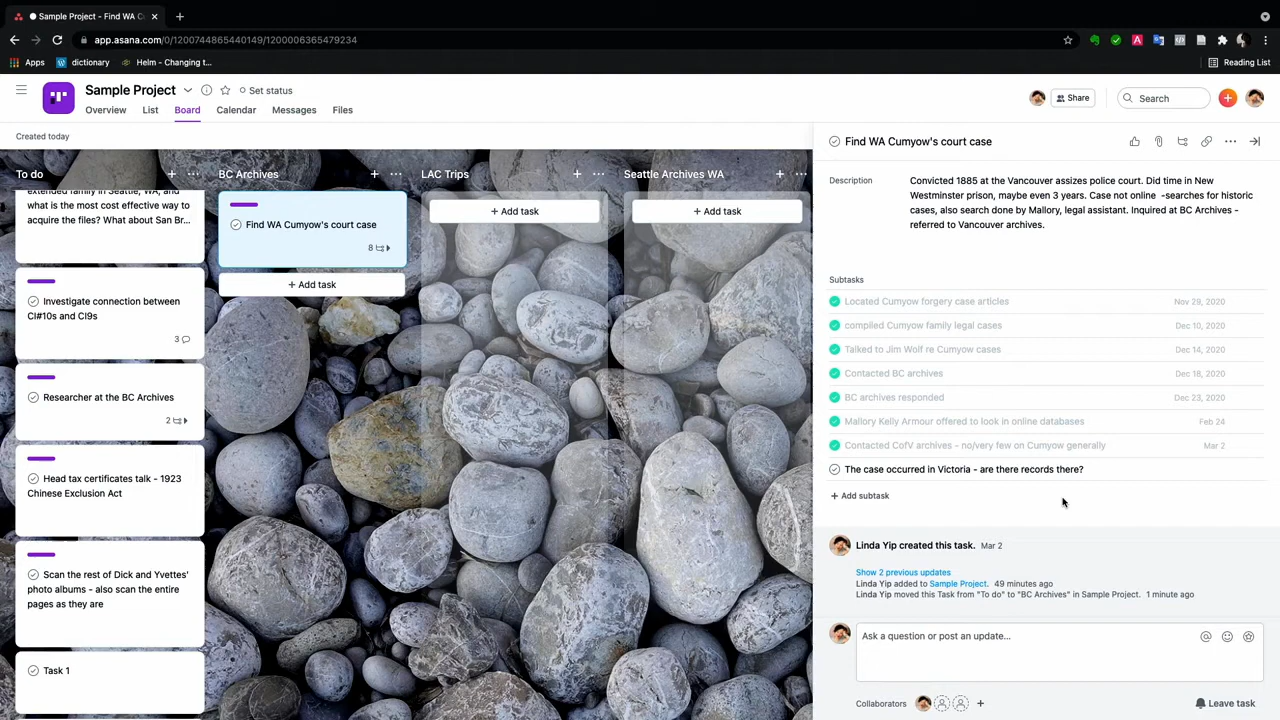 Sample Project - Find WA C
app.asana.com/0/1200744865440149/1200006365479234
Apps
dictionary
Helm - Changing t...
Reading List
Sample Project
Set status
Overview
List
Board
Calendar
Messages
Files
Share
Search
Created today
To do
BC Archives
LAC Trips
Seattle Archives WA
extended family in Seattle, WA, and
what is the most cost effective way to
acquire the files? What about San Br...
Investigate connection between
CI#10s and CI9s
3
Researcher at the BC Archives
2
Head tax certificates talk - 1923
Chinese Exclusion Act
Scan the rest of Dick and Yvettes'
photo albums - also scan the entire
pages as they are
Task 1
Find WA Cumyow's court case
8
+ Add task
+ Add task
+ Add task
Find WA Cumyow's court case
Description
Convicted 1885 at the Vancouver assizes police court. Did time in New
Westminster prison, maybe even 3 years. Case not online -searches for historic
cases, also search done by Mallory, legal assistant. Inquired at BC Archives -
referred to Vancouver archives.
Subtasks
Located Cumyow forgery case articles Nov 29, 2020
compiled Cumyow family legal cases Dec 10, 2020
Talked to Jim Wolf re Cumyow cases Dec 14, 2020
Contacted BC archives Dec 18, 2020
BC archives responded Dec 23, 2020
Mallory Kelly Armour offered to look in online databases Feb 24
Contacted CofV archives - no/very few on Cumyow generally Mar 2
The case occurred in Victoria - are there records there?
+ Add subtask
Linda Yip created this task. Mar 2
Show 2 previous updates
Linda Yip added to Sample Project. 49 minutes ago
Linda Yip moved this Task from "To do" to "BC Archives" in Sample Project. 1 minute ago
Ask a question or post an update...
Collaborators
Leave task